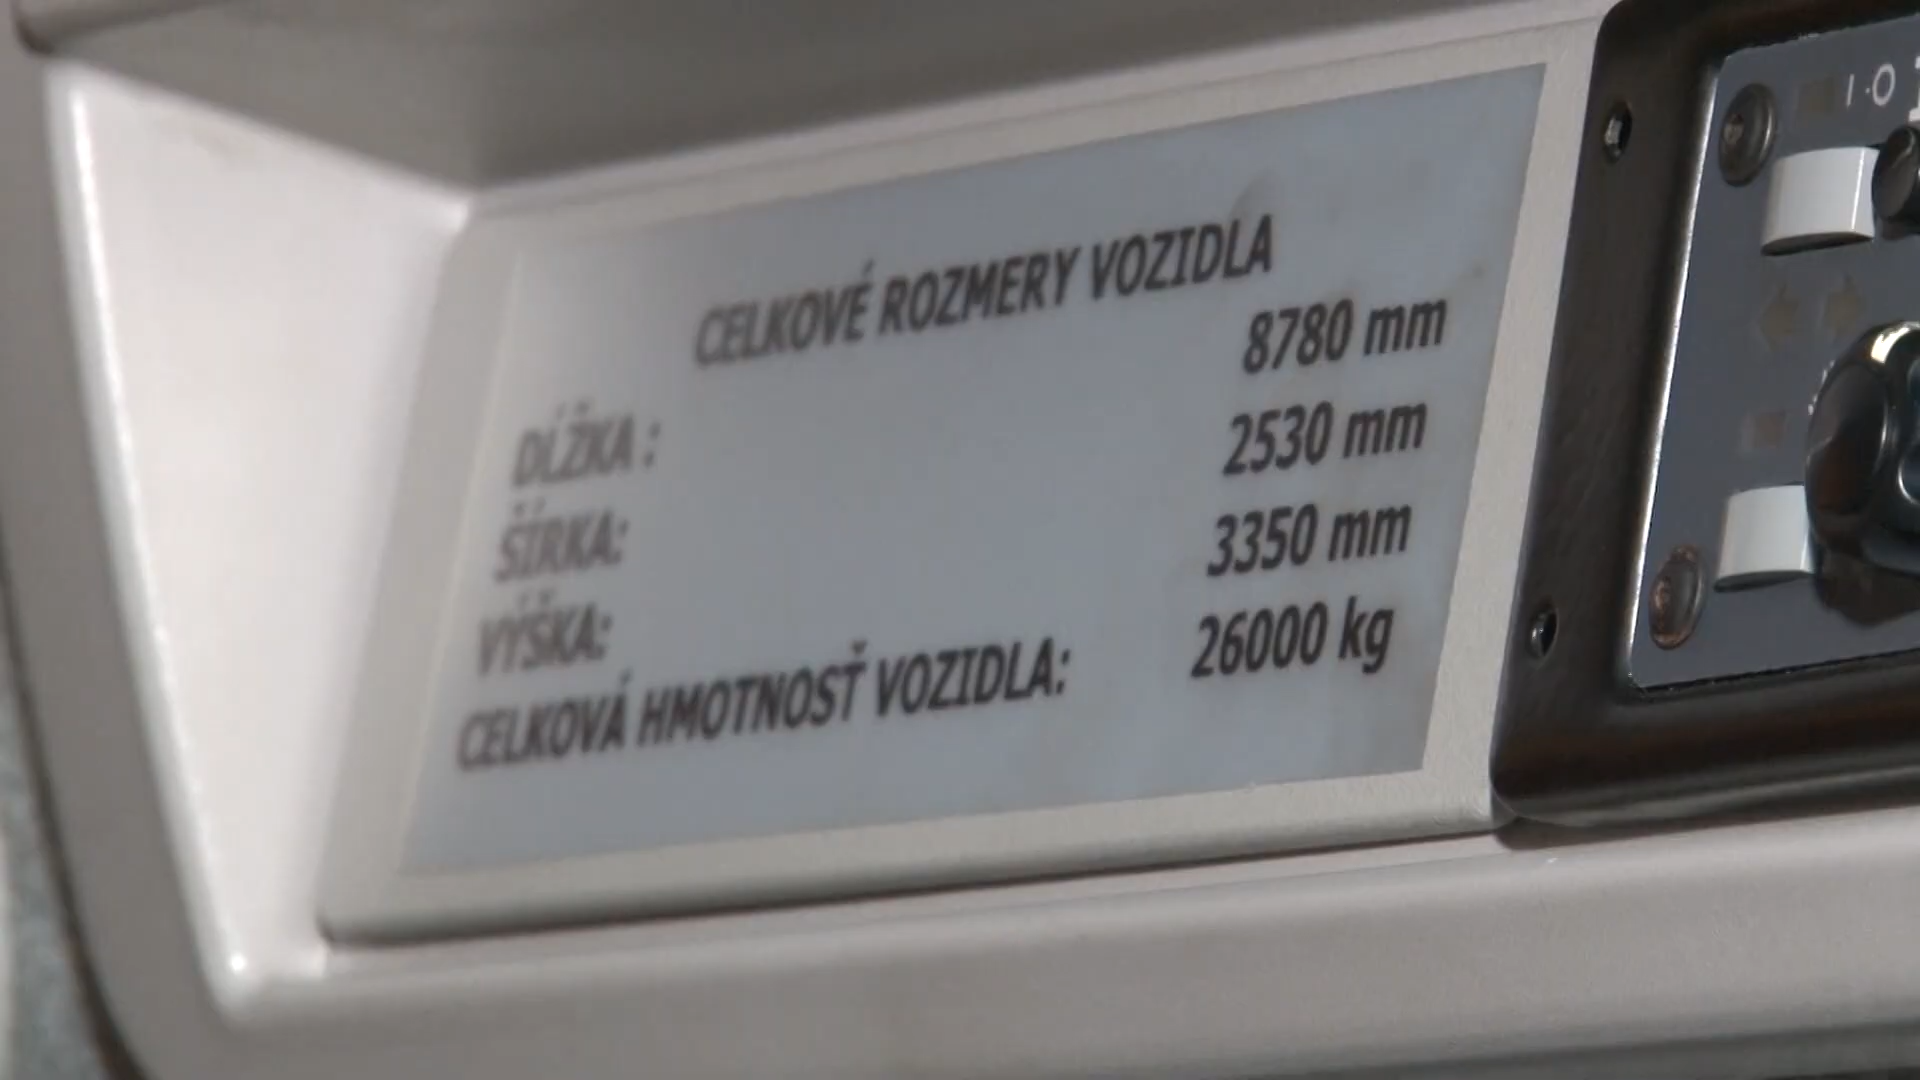 CELKOVÉ ROZMERY VOZIDLA
DĹŽKA : 8780 mm
ŠÍRKA: 2530 mm
VÝŠKA: 3350 mm
CELKOVÁ HMOTNOSŤ VOZIDLA: 26000 kg
I·O